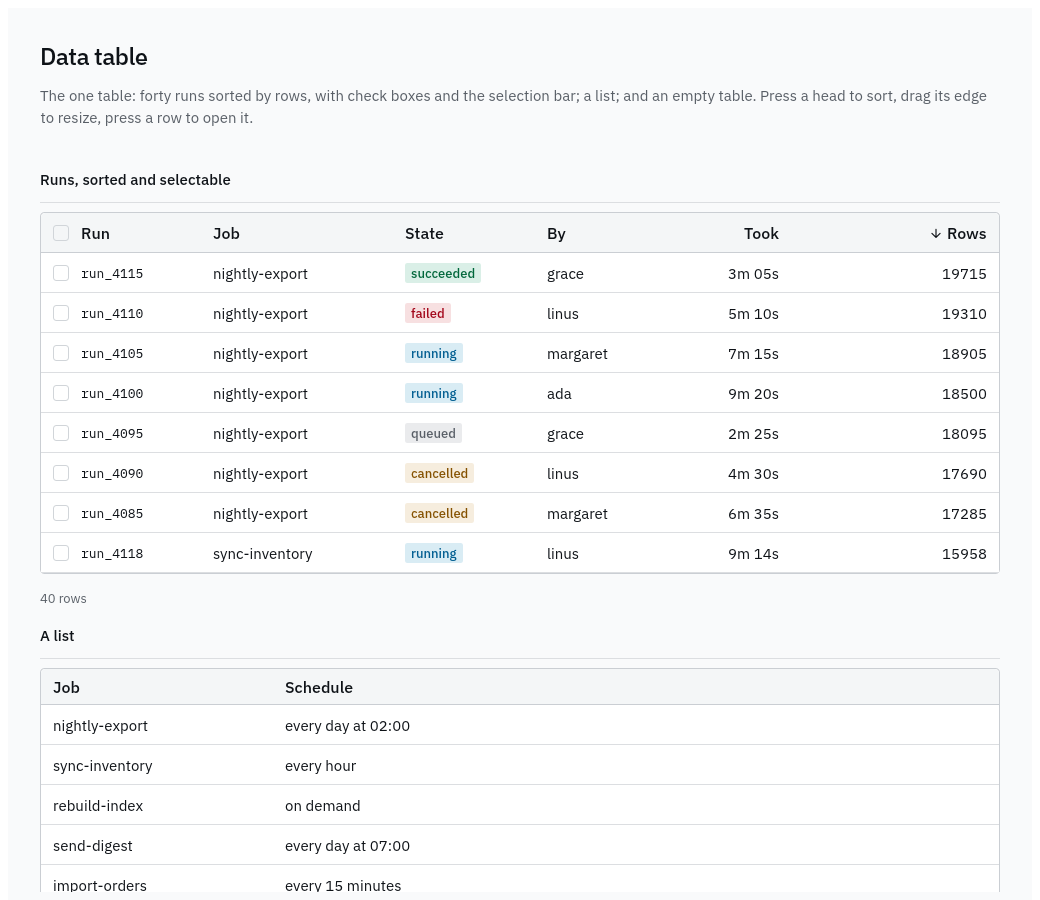 Data table
The one table: forty runs sorted by rows, with check boxes and the selection bar; a list; and an empty table. Press a head to sort, drag its edge
to resize, press a row to open it.
Runs, sorted and selectable
Run Job State By Took ↓ Rows
run_4115 nightly-export succeeded grace 3m 05s 19715
run_4110 nightly-export failed linus 5m 10s 19310
run_4105 nightly-export running margaret 7m 15s 18905
run_4100 nightly-export running ada 9m 20s 18500
run_4095 nightly-export queued grace 2m 25s 18095
run_4090 nightly-export cancelled linus 4m 30s 17690
run_4085 nightly-export cancelled margaret 6m 35s 17285
run_4118 sync-inventory running linus 9m 14s 15958
40 rows
A list
Job Schedule
nightly-export every day at 02:00
sync-inventory every hour
rebuild-index on demand
send-digest every day at 07:00
import-orders every 15 minutes